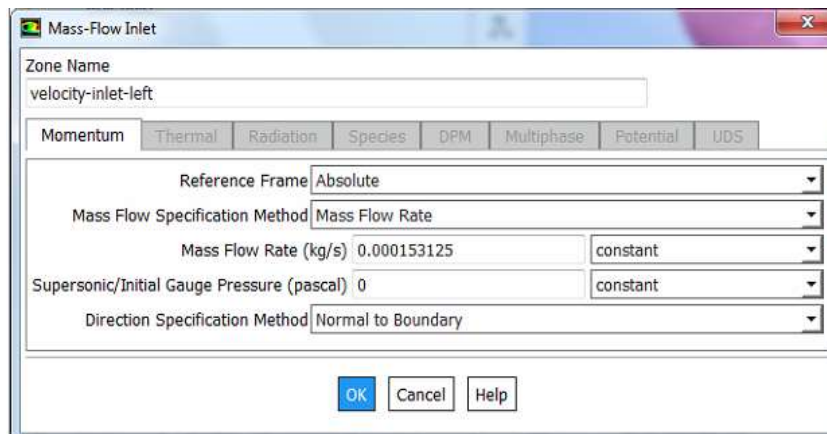 Mass-Flow Inlet
x
Zone Name
velocity-inlet-left
Momentum Thermal Radiation Species DPM Multiphase Potential UDS
Reference Frame Absolute
Mass Flow Specification Method Mass Flow Rate
Mass Flow Rate (kg/s) 0.000153125 constant
Supersonic/Initial Gauge Pressure (pascal) 0 constant
Direction Specification Method Normal to Boundary
OK Cancel Help